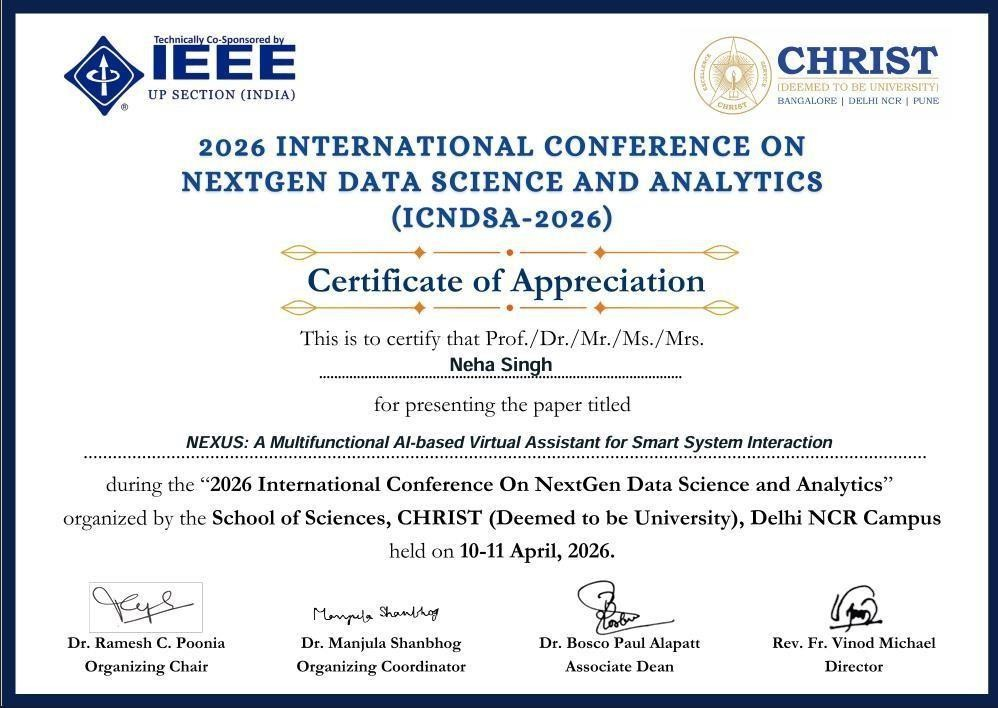 Technically Co-Sponsored by
IEEE
UP SECTION (INDIA)
®
EXCELLENCE SERVICE
CHRIST
CHRIST
(DEEMED TO BE UNIVERSITY)
BANGALORE | DELHI NCR | PUNE
2026 INTERNATIONAL CONFERENCE ON
NEXTGEN DATA SCIENCE AND ANALYTICS
(ICNDSA-2026)
Certificate of Appreciation
This is to certify that Prof./Dr./Mr./Ms./Mrs.
Neha Singh
for presenting the paper titled
NEXUS: A Multifunctional AI-based Virtual Assistant for Smart System Interaction
during the “2026 International Conference On NextGen Data Science and Analytics”
organized by the School of Sciences, CHRIST (Deemed to be University), Delhi NCR Campus
held on 10-11 April, 2026.
Manjula Shanbhog
Dr. Ramesh C. Poonia
Organizing Chair
Dr. Manjula Shanbhog
Organizing Coordinator
Dr. Bosco Paul Alapatt
Associate Dean
Rev. Fr. Vinod Michael
Director